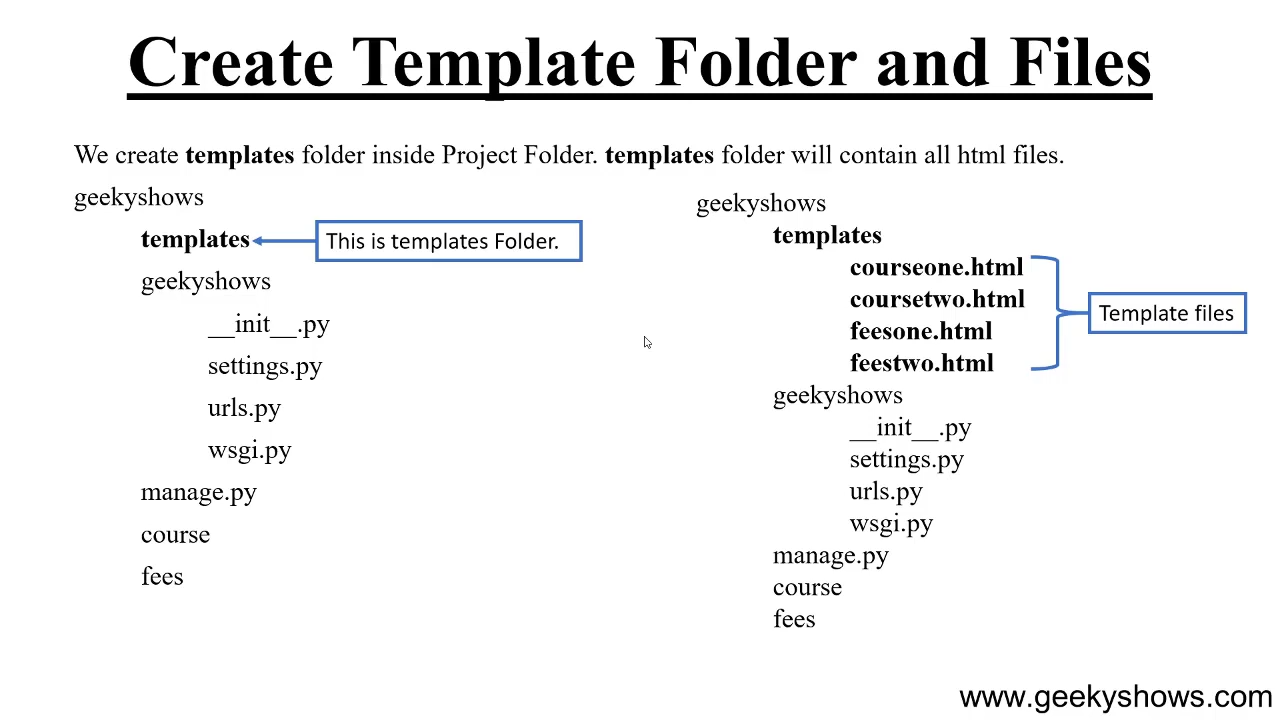 Create Template Folder and Files
We create templates folder inside Project Folder. templates folder will contain all html files.
geekyshows
templates
This is templates Folder.
geekyshows
__init__.py
settings.py
urls.py
wsgi.py
manage.py
course
fees
geekyshows
templates
courseone.html
coursetwo.html
feesone.html
feestwo.html
Template files
geekyshows
__init__.py
settings.py
urls.py
wsgi.py
manage.py
course
fees
www.geekyshows.com